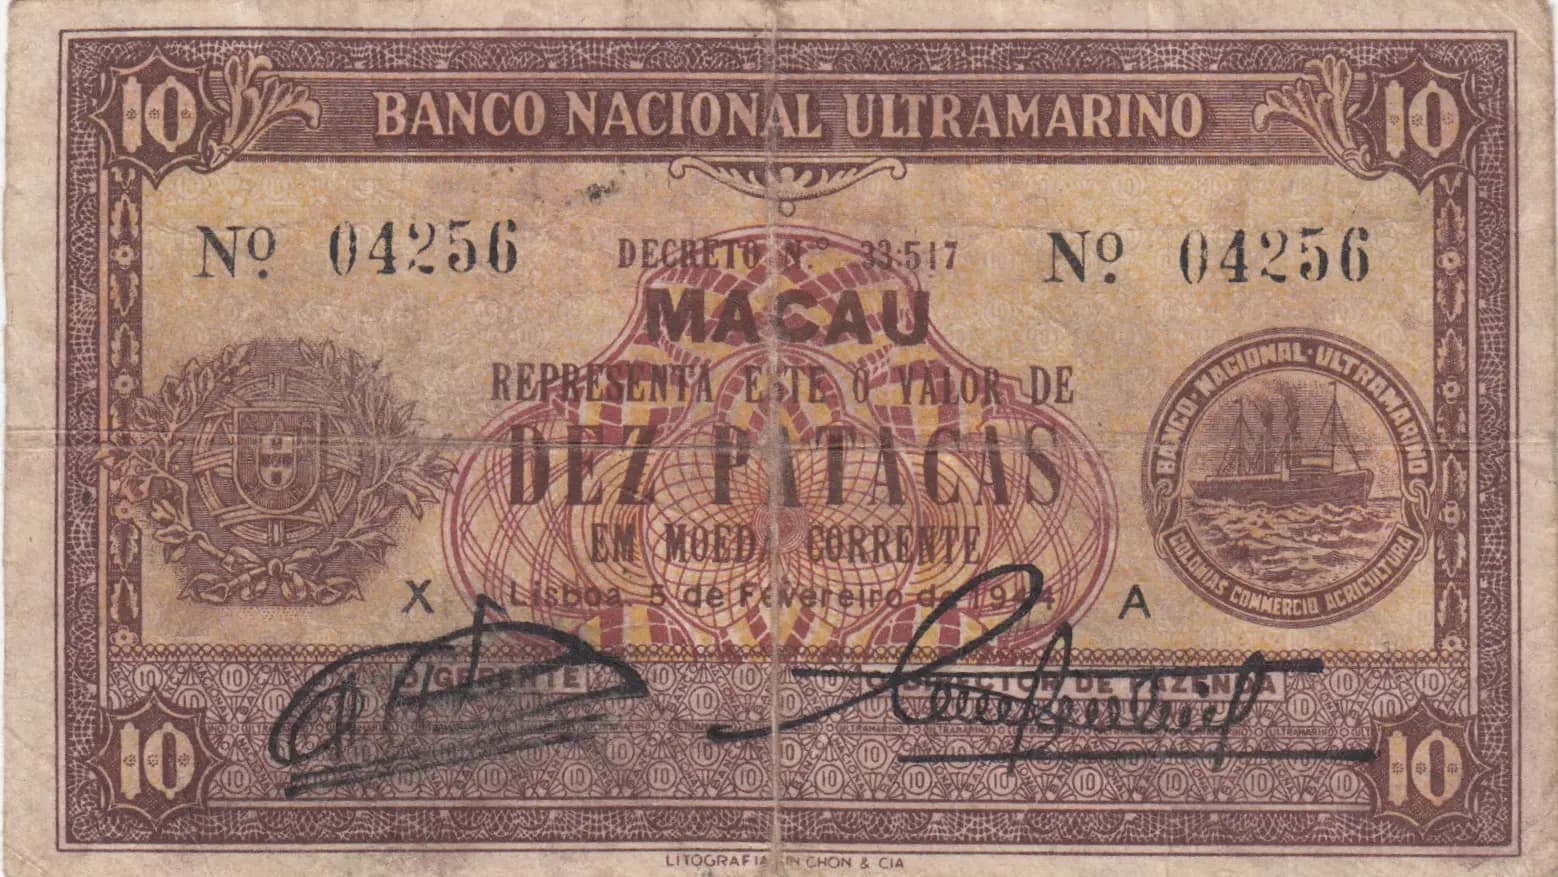 10 BANCO NACIONAL ULTRAMARINO 10
Nº 04256 DECRETO N.º 33:517 Nº 04256
MACAU
REPRESENTA ESTE O VALOR DE
DEZ PATACAS
EM MOEDA CORRENTE
X Lisboa, 5 de Fevereiro de 1944 A
BANCO·NACIONAL·ULTRAMARINO
COLONIAS COMMERCIO AGRICULTURA
O GERENTE O DIRECTOR DE FAZENDA
10 10
LITOGRAFIA SIN CHON & CIA